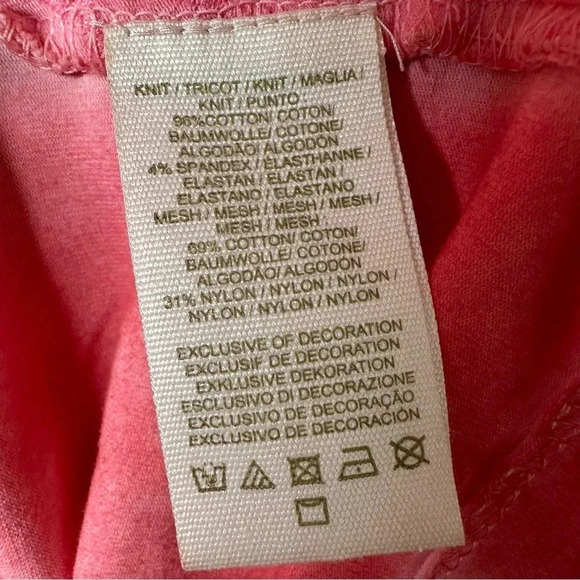 KNIT / TRICOT / KNIT / MAGLIA /
KNIT / PUNTO
96%COTTON/ COTON/
BAUMWOLLE/ COTONE/
ALGODÃO/ ALGODÓN
4% SPANDEX / ÉLASTHANNE /
ELASTAN / ELASTAN /
ELASTANO / ELASTANO
MESH / MESH / MESH / MESH /
MESH / MESH
69% COTTON/ COTON/
BAUMWOLLE/ COTONE/
ALGODÃO/ ALGODÓN
31% NYLON / NYLON / NYLON /
NYLON / NYLON / NYLON
EXCLUSIVE OF DECORATION
EXCLUSIF DE DECORATION
EXKLUSIVE DEKORATION
ESCLUSIVO DI DECORAZIONE
EXCLUSIVO DE DECORAÇÃO
EXCLUSIVO DE DECORACIÓN